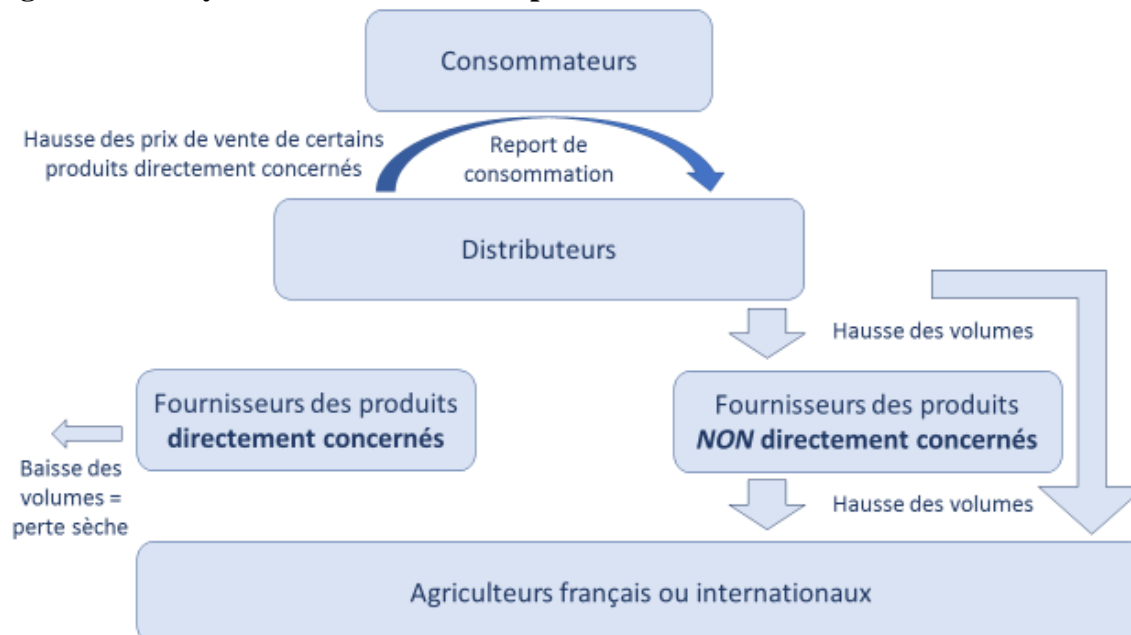 Consommateurs
Hausse des prix de vente de certains
produits directement concernés
Report de
consommation
Distributeurs
Hausse des volumes
Fournisseurs des produits
directement concernés
Fournisseurs des produits
NON directement concernés
Baisse des
volumes =
perte sèche
Hausse des volumes
Agriculteurs français ou internationaux